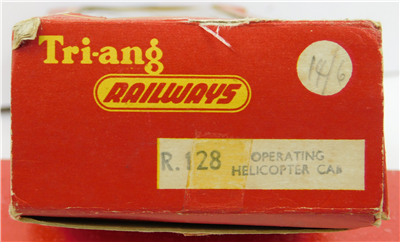 Tri-ang
RAILWAYS
14/6
R.128 OPERATING
HELICOPTER CAR